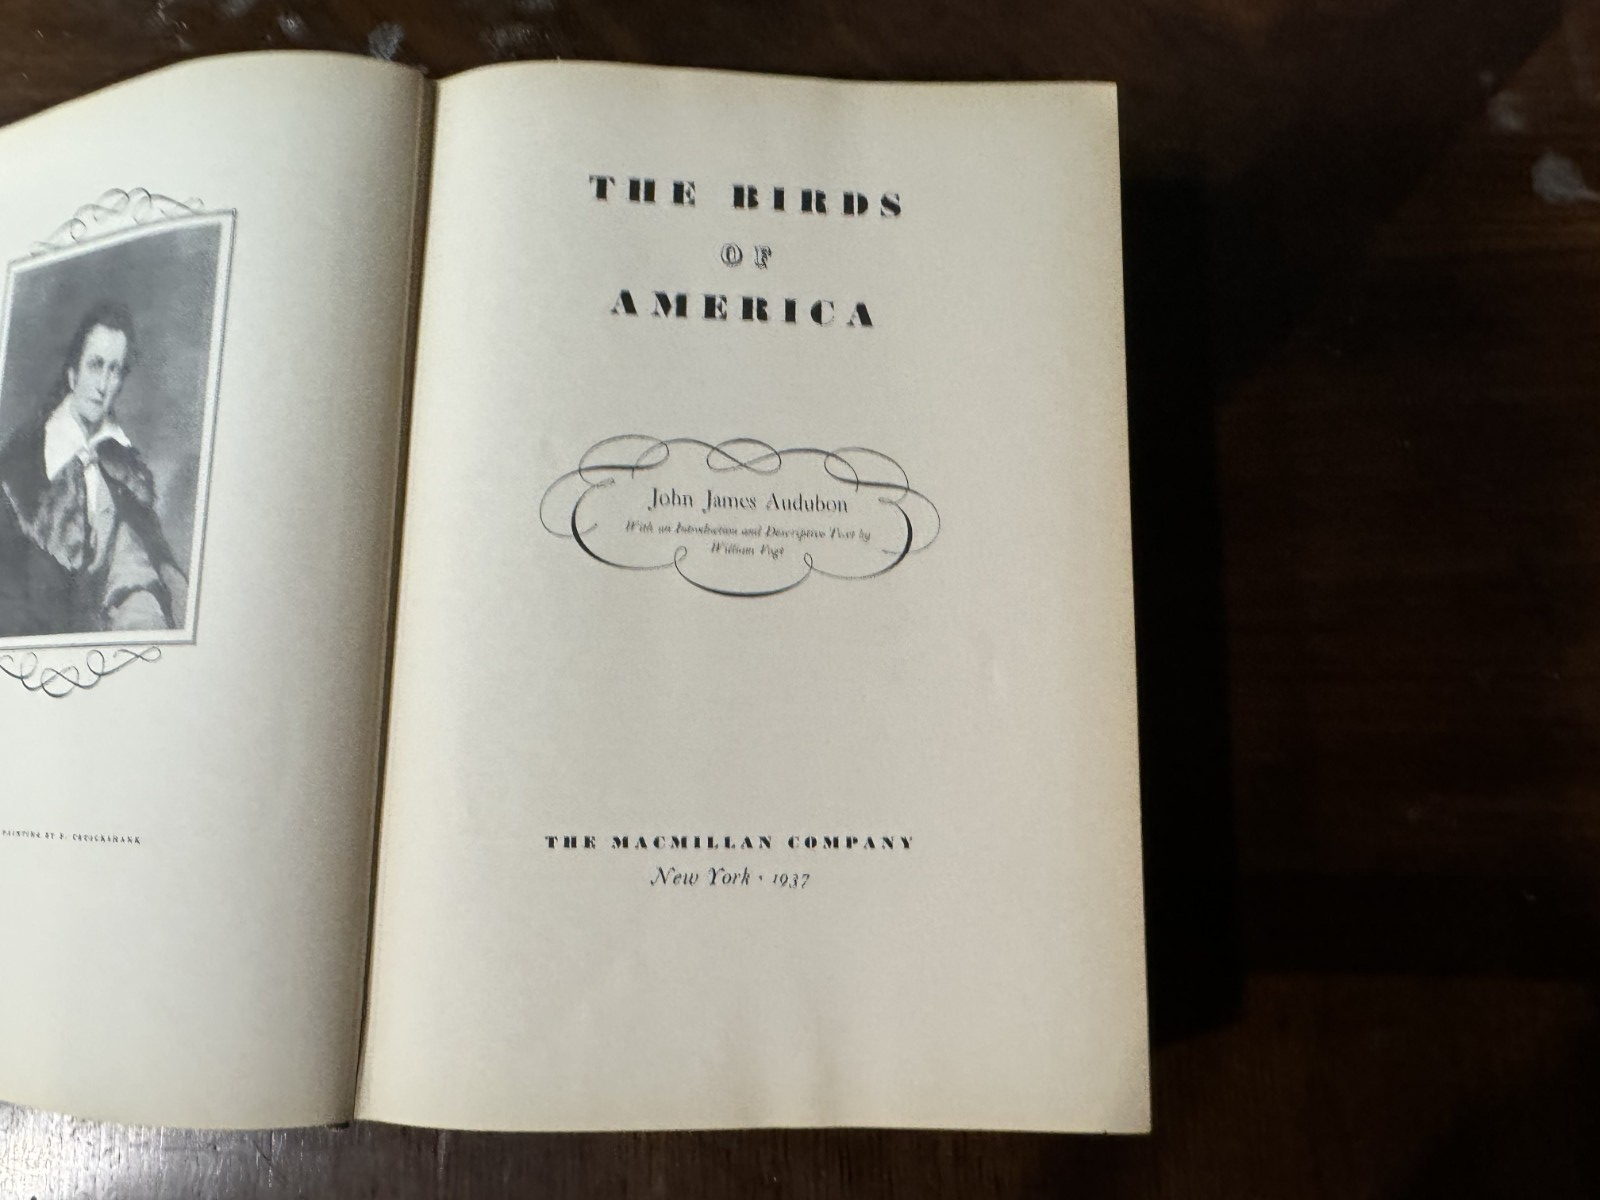 PAINTING BY F. CRUICKSHANK
THE BIRDS
OF
AMERICA
John James Audubon
With an Introduction and Descriptive Text by
William Vogt
THE MACMILLAN COMPANY
New York · 1937